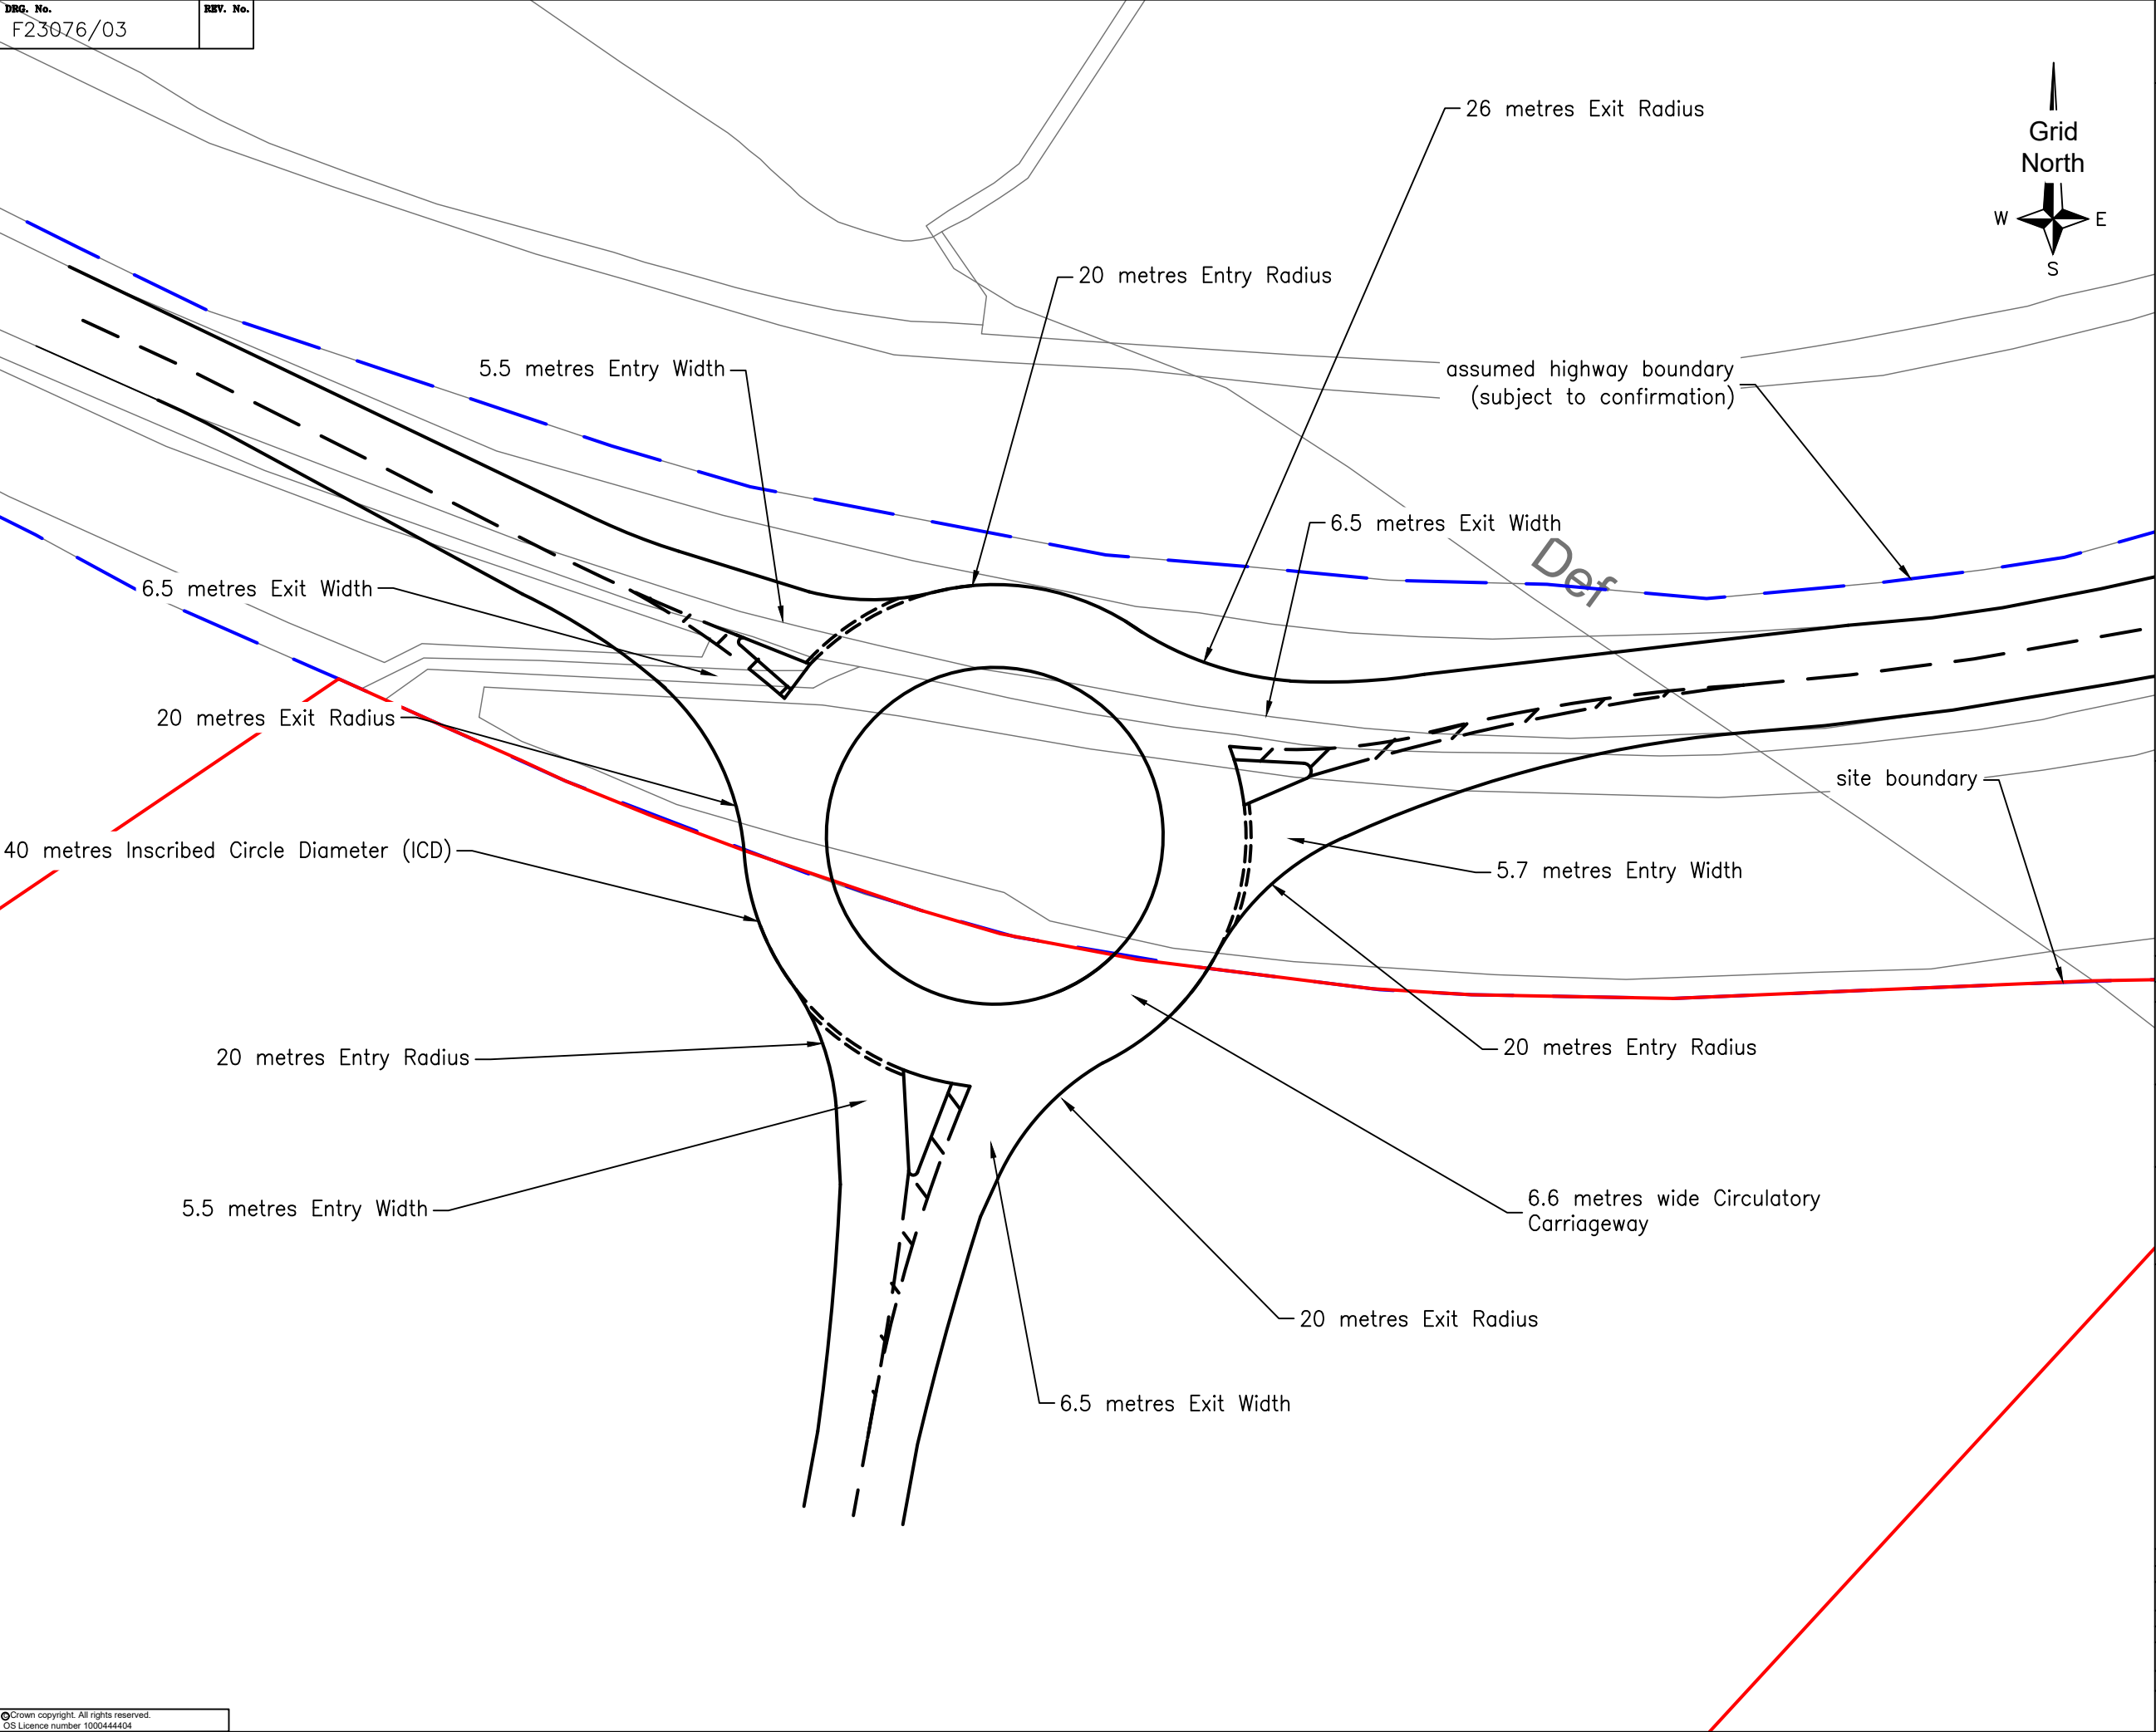 DRG. No.
F23076/03
REV. No.
26 metres Exit Radius
Grid
North
W
E
S
20 metres Entry Radius
5.5 metres Entry Width
assumed highway boundary
(subject to confirmation)
6.5 metres Exit Width
Def
6.5 metres Exit Width
20 metres Exit Radius
site boundary
40 metres Inscribed Circle Diameter (ICD)
5.7 metres Entry Width
20 metres Entry Radius
20 metres Entry Radius
5.5 metres Entry Width
6.6 metres wide Circulatory
Carriageway
20 metres Exit Radius
6.5 metres Exit Width
©Crown copyright. All rights reserved.
OS Licence number 1000444404